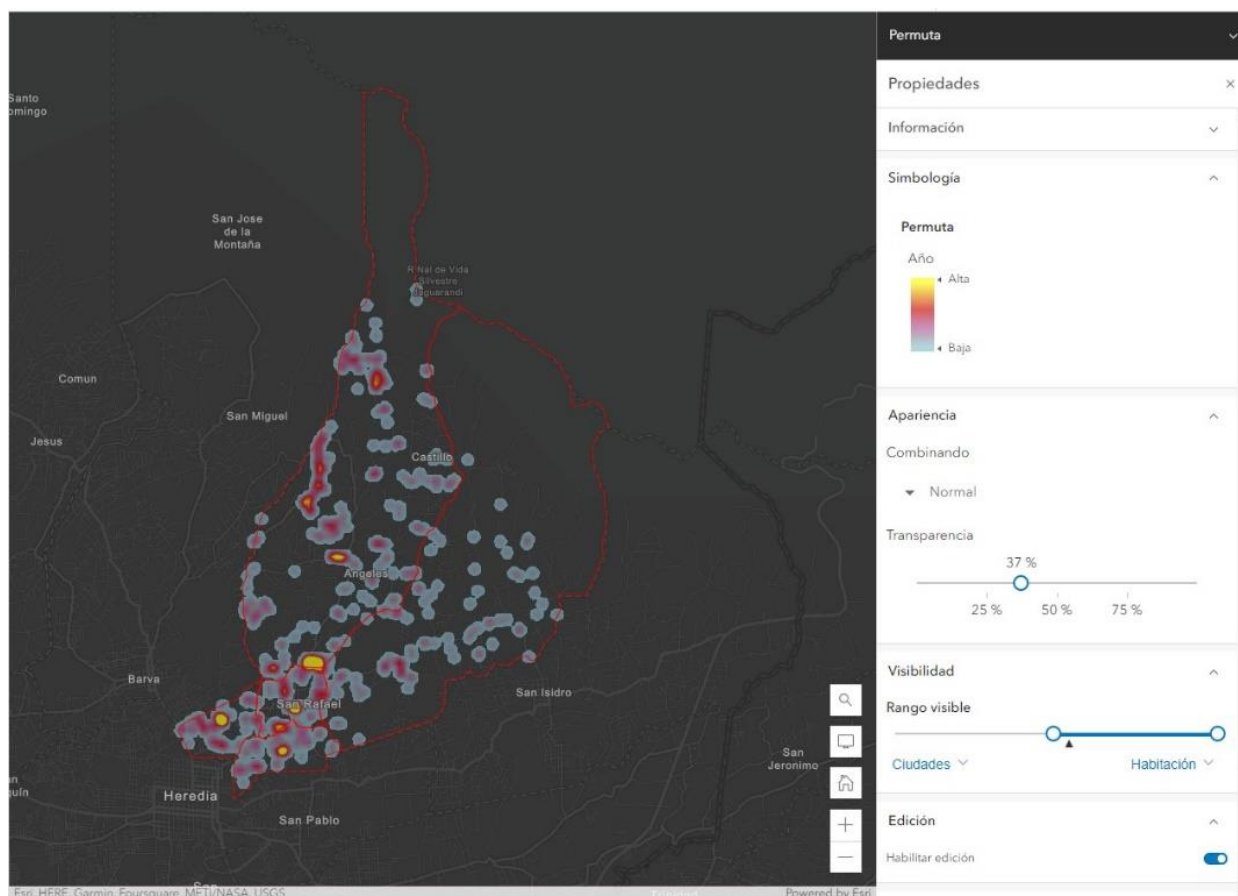 Santo
omingo
San Jose
de la
Montaña
R Nal de Vida
Silvestre
Jaguarundi
Comun
San Miguel
Jesus
Castillo
Angeles
Barva
San Rafael
San Isidro
San
Jeronimo
Heredia
San Pablo
Esri, HERE, Garmin, Foursquare, METI/NASA, USGS
Powered by Esri
Permuta
Propiedades
Información
Simbología
Permuta
Año
Alta
Baja
Apariencia
Combinando
Normal
Transparencia
37 %
25 %
50 %
75 %
Visibilidad
Rango visible
Ciudades
Habitación
Edición
Habilitar edición